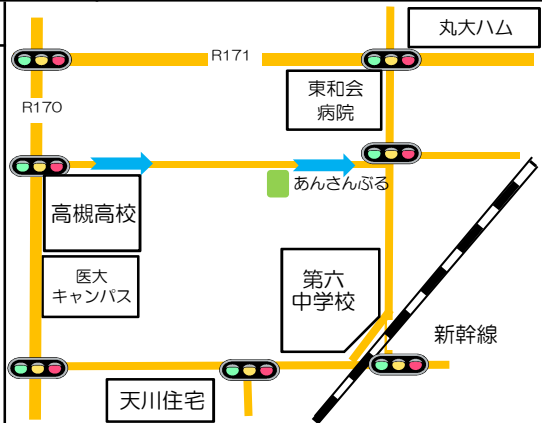 丸大ハム
R171
東和会
病院
R170
あんさんぶる
高槻高校
医大
キャンパス
第六
中学校
新幹線
天川住宅